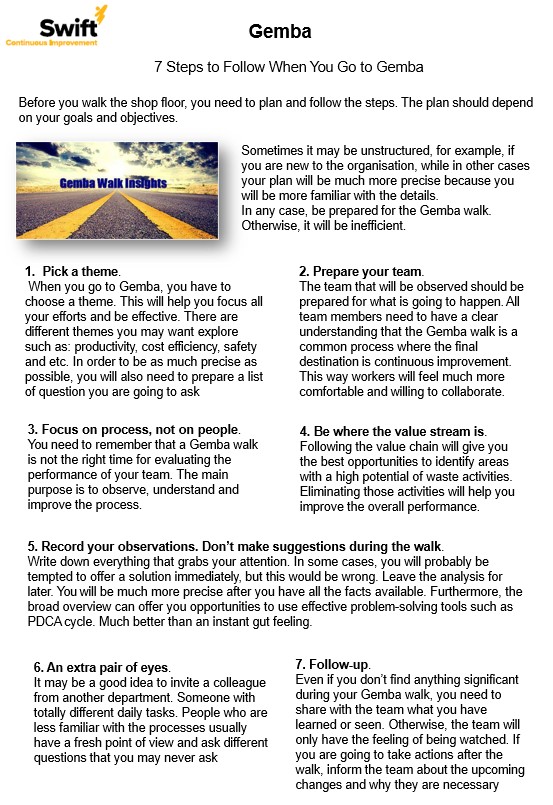 Swift
Continuous Improvement
Gemba
7 Steps to Follow When You Go to Gemba
Before you walk the shop floor, you need to plan and follow the steps. The plan should depend
on your goals and objectives.
Gemba Walk Insights
Sometimes it may be unstructured, for example, if
you are new to the organisation, while in other cases
your plan will be much more precise because you
will be more familiar with the details.
In any case, be prepared for the Gemba walk.
Otherwise, it will be inefficient.
1. Pick a theme.
When you go to Gemba, you have to
choose a theme. This will help you focus all
your efforts and be effective. There are
different themes you may want explore
such as: productivity, cost efficiency, safety
and etc. In order to be as much precise as
possible, you will also need to prepare a list
of question you are going to ask
2. Prepare your team.
The team that will be observed should be
prepared for what is going to happen. All
team members need to have a clear
understanding that the Gemba walk is a
common process where the final
destination is continuous improvement.
This way workers will feel much more
comfortable and willing to collaborate.
3. Focus on process, not on people.
You need to remember that a Gemba walk
is not the right time for evaluating the
performance of your team. The main
purpose is to observe, understand and
improve the process.
4. Be where the value stream is.
Following the value chain will give you
the best opportunities to identify areas
with a high potential of waste activities.
Eliminating those activities will help you
improve the overall performance.
5. Record your observations. Don't make suggestions during the walk.
Write down everything that grabs your attention. In some cases, you will probably be
tempted to offer a solution immediately, but this would be wrong. Leave the analysis for
later. You will be much more precise after you have all the facts available. Furthermore, the
broad overview can offer you opportunities to use effective problem-solving tools such as
PDCA cycle. Much better than an instant gut feeling.
6. An extra pair of eyes.
It may be a good idea to invite a colleague
from another department. Someone with
totally different daily tasks. People who are
less familiar with the processes usually
have a fresh point of view and ask different
questions that you may never ask
7. Follow-up.
Even if you don't find anything significant
during your Gemba walk, you need to
share with the team what you have
learned or seen. Otherwise, the team will
only have the feeling of being watched. If
you are going to take actions after the
walk, inform the team about the upcoming
changes and why they are necessary